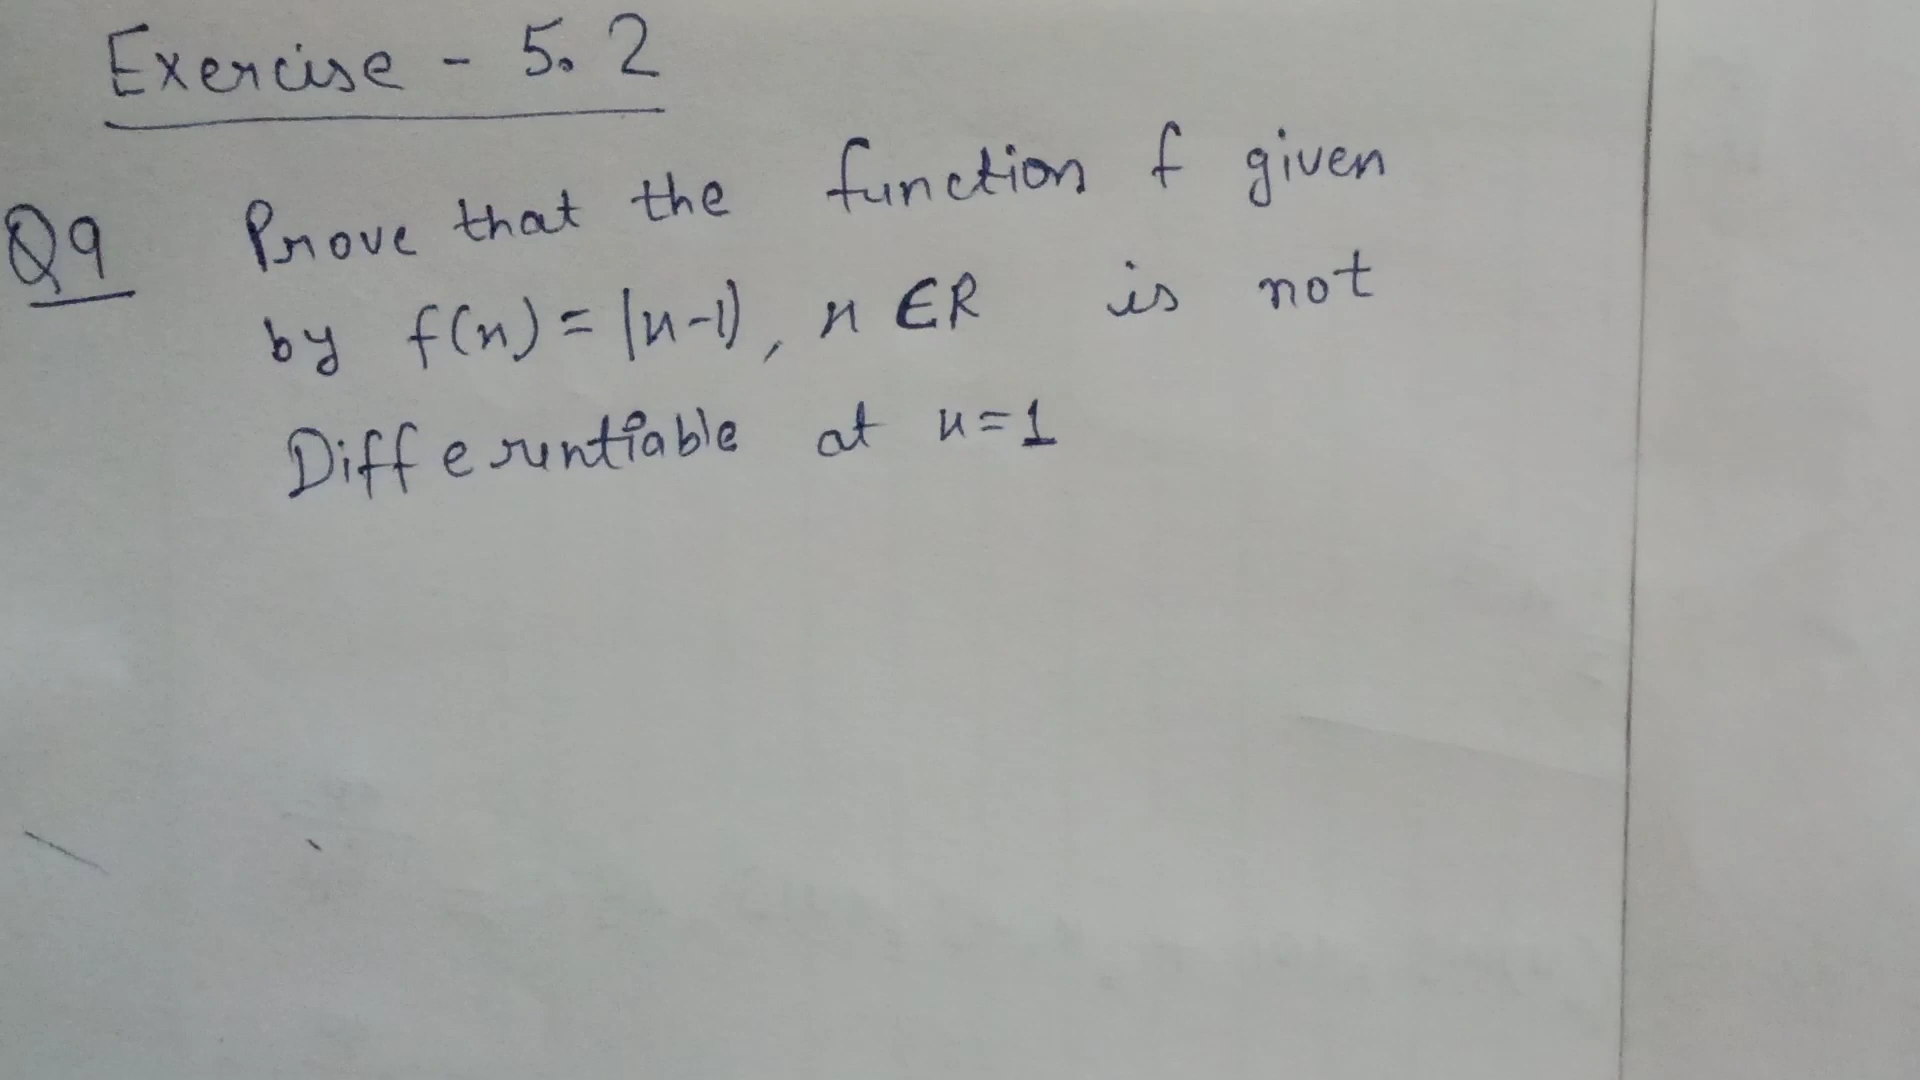 Exercise - 5.2
Q9 Prove that the function f given
by f(x) = |x-1|, x ∈ R is not
Differentiable at x=1